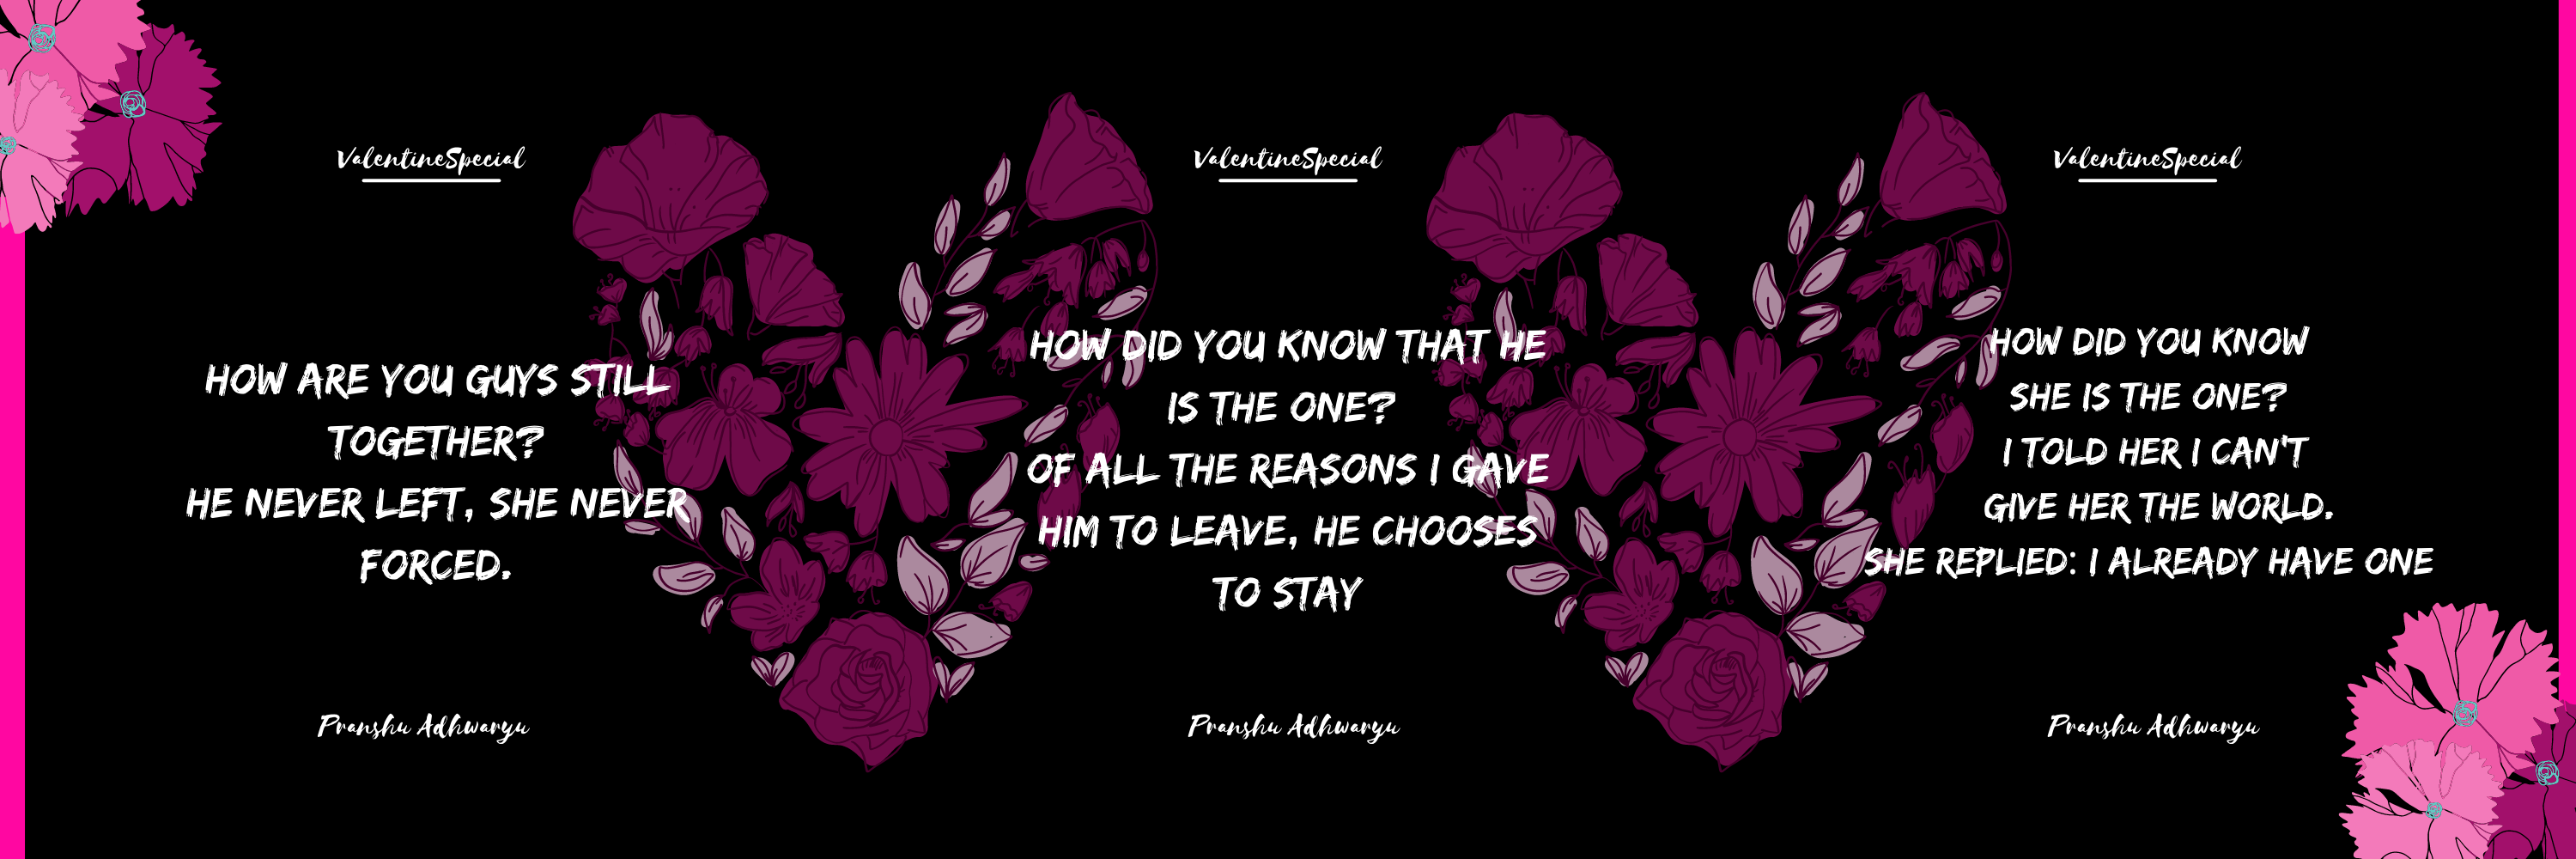 ValentineSpecial
HOW ARE YOU GUYS STILL
TOGETHER?
HE NEVER LEFT, SHE NEVER
FORCED.
Pranshu Adhwaryu
ValentineSpecial
HOW DID YOU KNOW THAT HE
IS THE ONE?
OF ALL THE REASONS I GAVE
HIM TO LEAVE, HE CHOOSES
TO STAY
Pranshu Adhwaryu
ValentineSpecial
HOW DID YOU KNOW
SHE IS THE ONE?
I TOLD HER I CAN'T
GIVE HER THE WORLD.
SHE REPLIED: I ALREADY HAVE ONE
Pranshu Adhwaryu